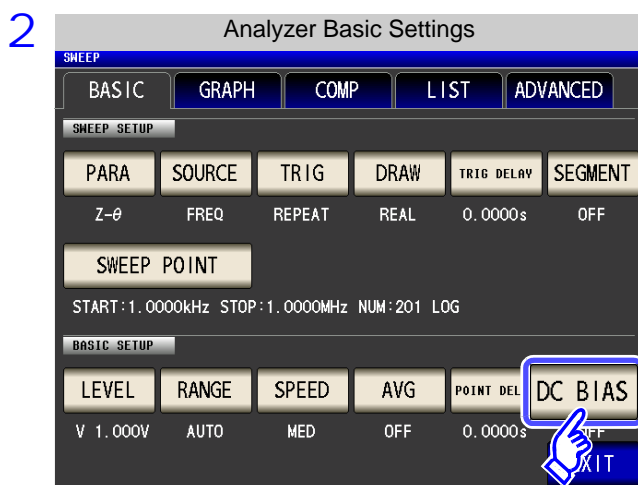 2
Analyzer Basic Settings
SWEEP
BASIC GRAPH COMP LIST ADVANCED
SWEEP SETUP
PARA SOURCE TRIG DRAW TRIG DELAY SEGMENT
Z-θ FREQ REPEAT REAL 0.0000s OFF
SWEEP POINT
START:1.0000kHz STOP:1.0000MHz NUM:201 LOG
BASIC SETUP
LEVEL RANGE SPEED AVG POINT DEL DC BIAS
V 1.000V AUTO MED OFF 0.0000s FF
XIT